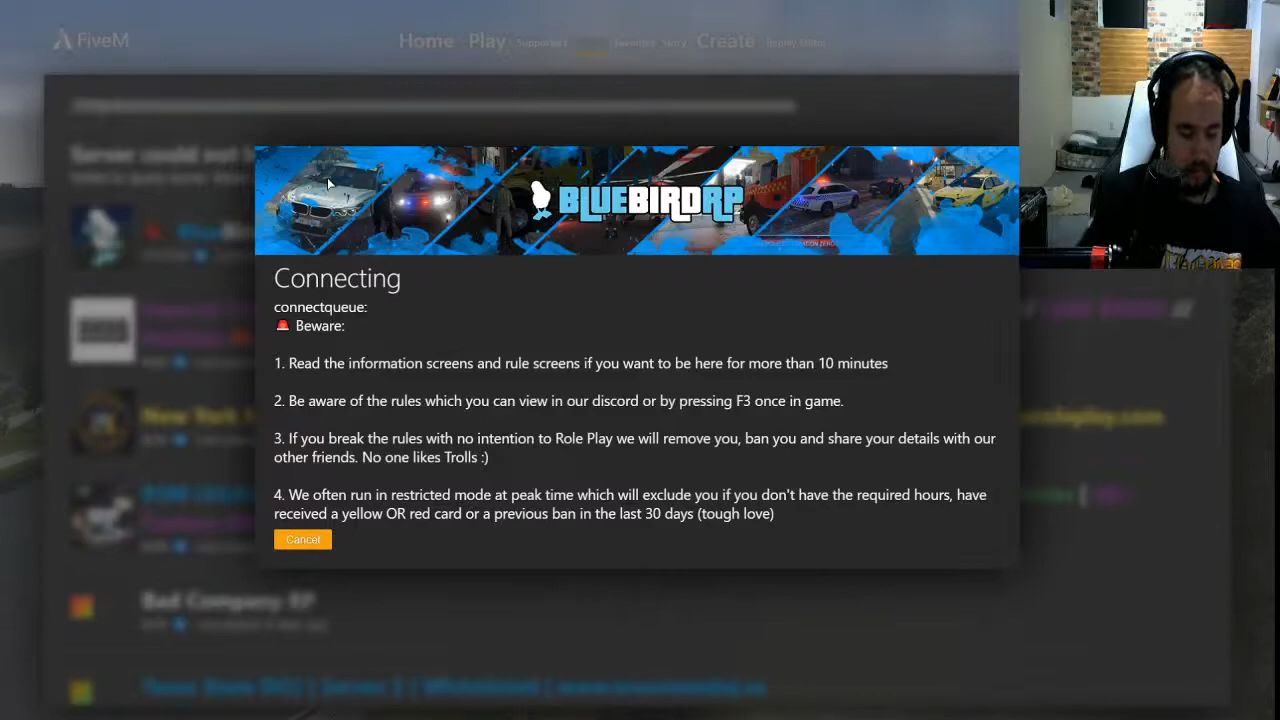 FiveM
Home Play Supporters Favorites Story Create Replay Editor
BLUEBIRDRP
Connecting
connectqueue:
🚨 Beware:
1. Read the information screens and rule screens if you want to be here for more than 10 minutes
2. Be aware of the rules which you can view in our discord or by pressing F3 once in game.
3. If you break the rules with no intention to Role Play we will remove you, ban you and share your details with our
other friends. No one likes Trolls :)
4. We often run in restricted mode at peak time which will exclude you if you don't have the required hours, have
received a yellow OR red card or a previous ban in the last 30 days (tough love)
Cancel
Bad Company RP